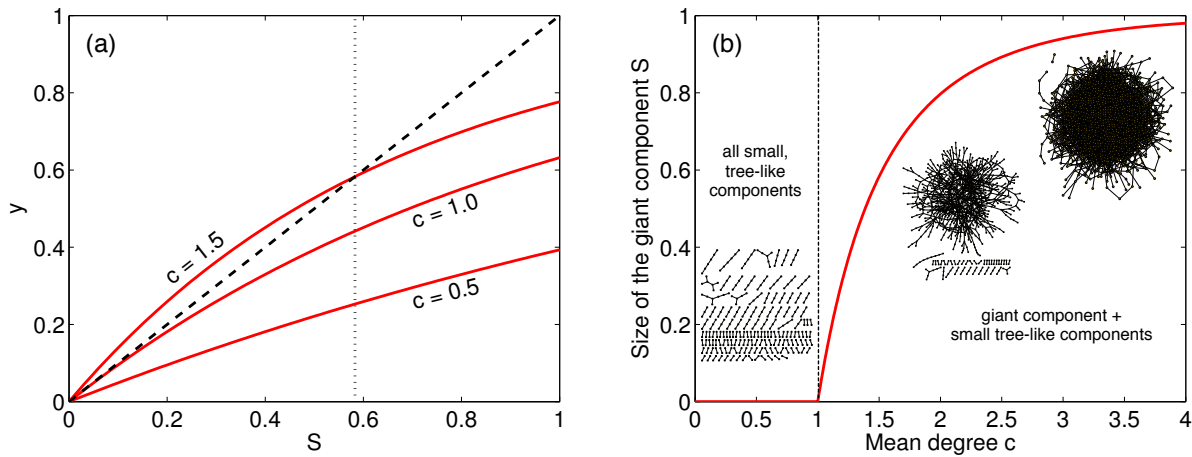 (a)
1
0.8
0.6
0.4
0.2
0
y
c = 1.5
c = 1.0
c = 0.5
0 0.2 0.4 0.6 0.8 1
S
(b)
1
0.8
0.6
0.4
0.2
0
Size of the giant component S
all small,
tree-like
components
giant component +
small tree-like components
0 0.5 1 1.5 2 2.5 3 3.5 4
Mean degree c